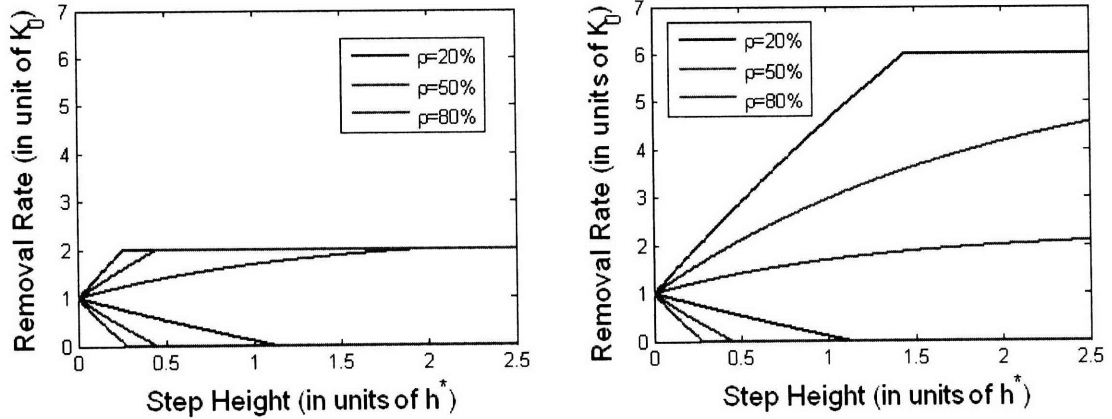 Removal Rate (in unit of K0)
7
6
5
4
3
2
1
0
ρ=20%
ρ=50%
ρ=80%
0
0.5
1
1.5
2
2.5
Step Height (in units of h*)
Removal Rate (in units of K0)
7
6
5
4
3
2
1
0
ρ=20%
ρ=50%
ρ=80%
0
0.5
1
1.5
2
2.5
Step Height (in units of h*)